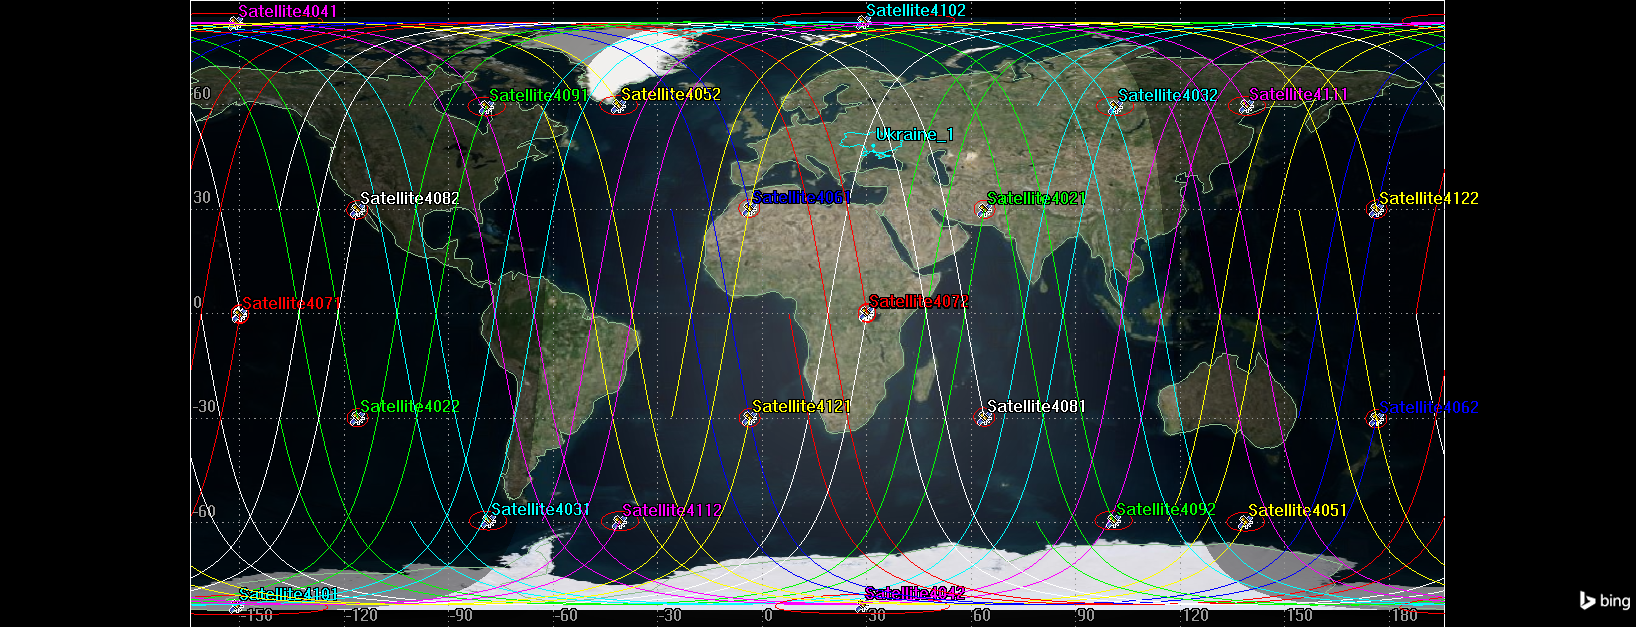 Satellite4041
Satellite4102
60
Satellite4091
Satellite4052
Satellite4032
Satellite4111
Ukraine_1
30
Satellite4082
Satellite4061
Satellite4021
Satellite4122
0
Satellite4071
Satellite4072
-30
Satellite4022
Satellite4121
Satellite4081
Satellite4062
-60
Satellite4031
Satellite4112
Satellite4092
Satellite4051
Satellite4101
Satellite4042
-150
-120
-90
-60
-30
0
30
60
90
120
150
180
bing